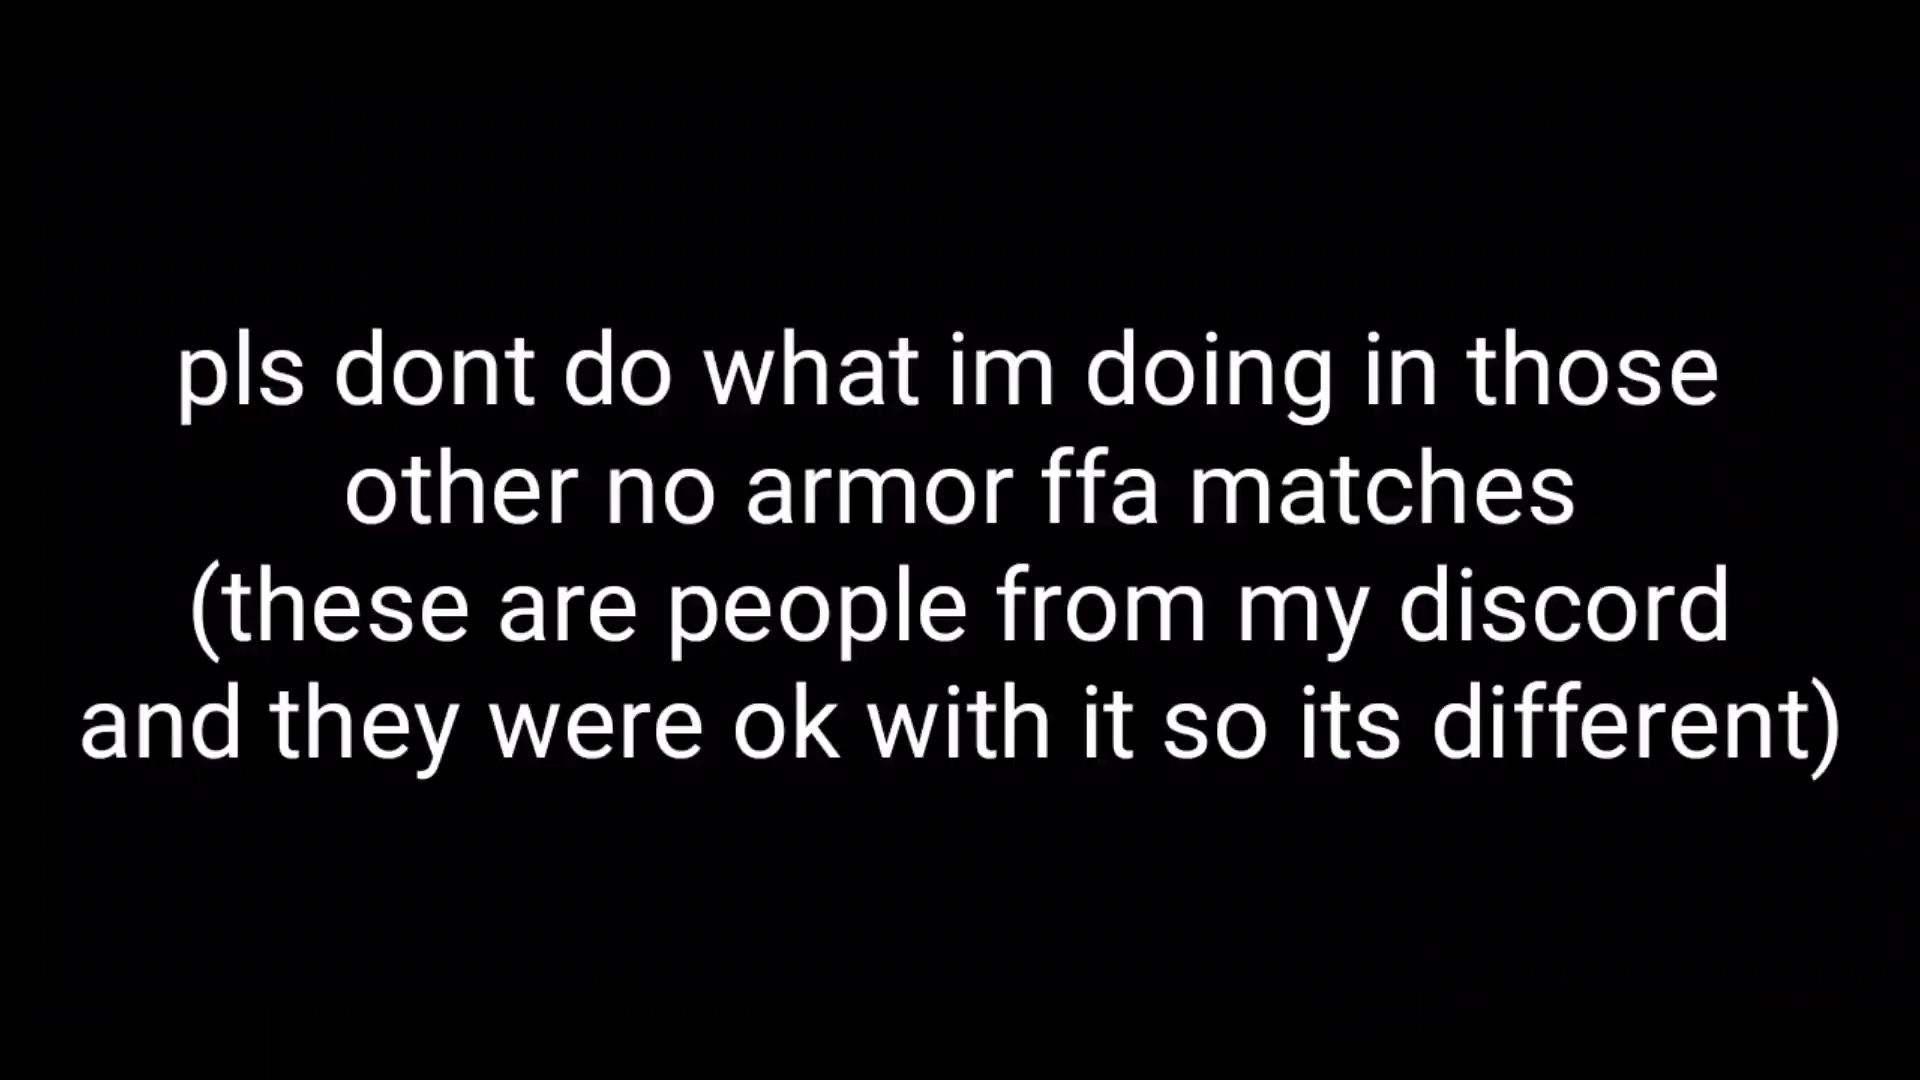 pls dont do what im doing in those
other no armor ffa matches
(these are people from my discord
and they were ok with it so its different)